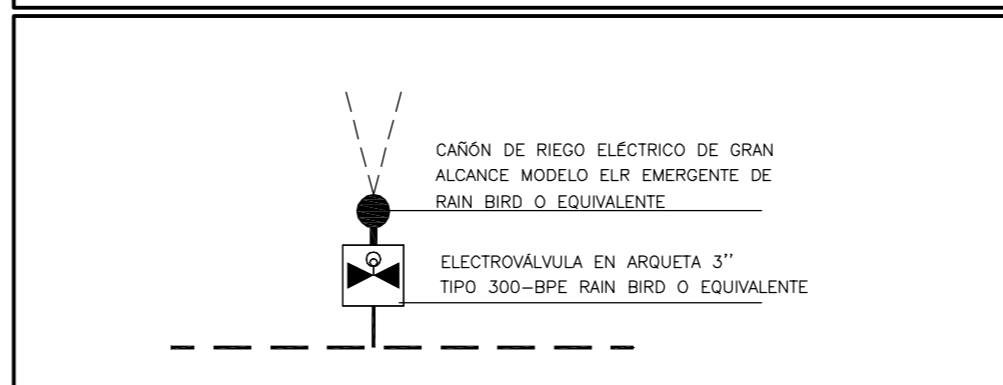 CAÑÓN DE RIEGO ELÉCTRICO DE GRAN
ALCANCE MODELO ELR EMERGENTE DE
RAIN BIRD O EQUIVALENTE
ELECTROVÁLVULA EN ARQUETA 3''
TIPO 300-BPE RAIN BIRD O EQUIVALENTE